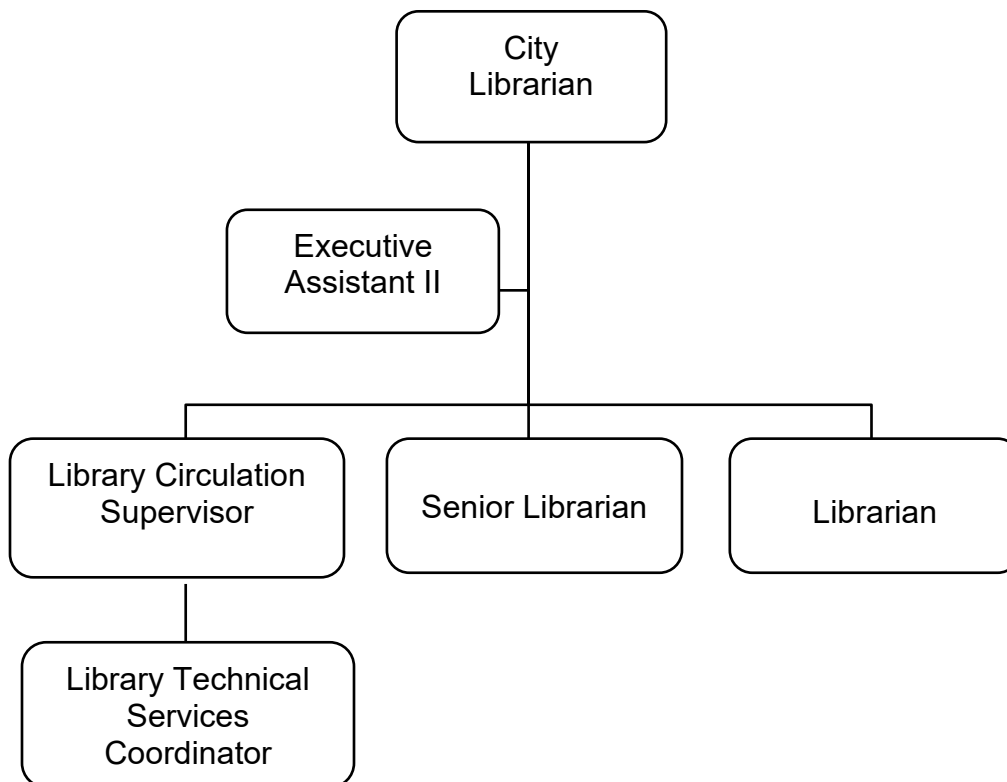 City
Librarian
Executive
Assistant II
Library Circulation
Supervisor
Senior Librarian
Librarian
Library Technical
Services
Coordinator